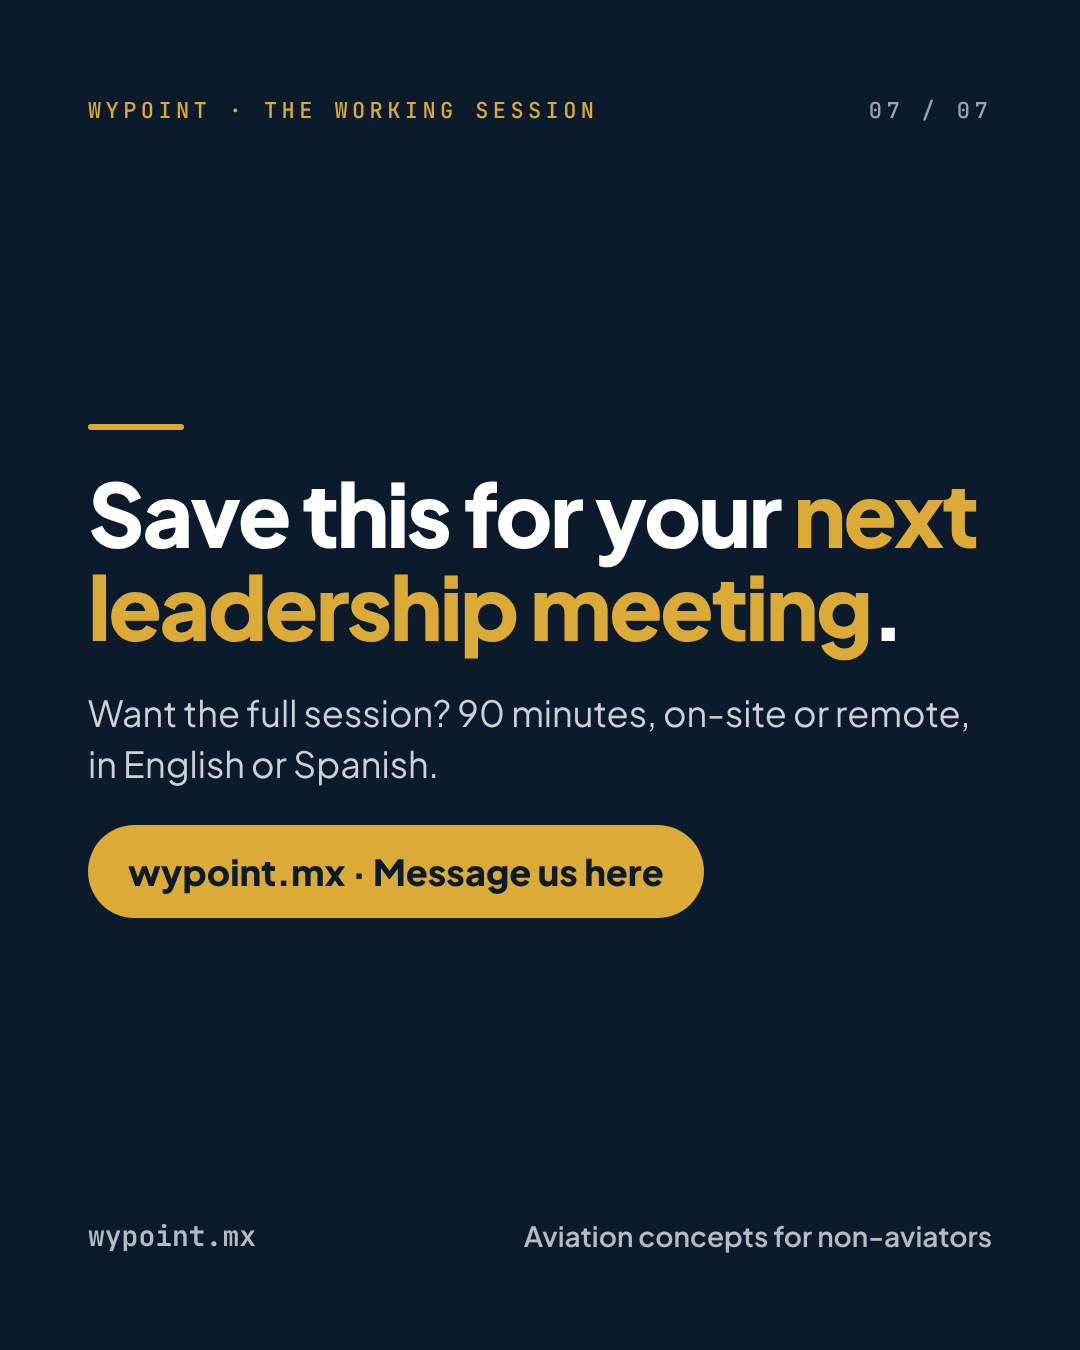 WYPOINT · THE WORKING SESSION
07 / 07
Save this for your next
leadership meeting.
Want the full session? 90 minutes, on-site or remote,
in English or Spanish.
wypoint.mx · Message us here
wypoint.mx
Aviation concepts for non-aviators